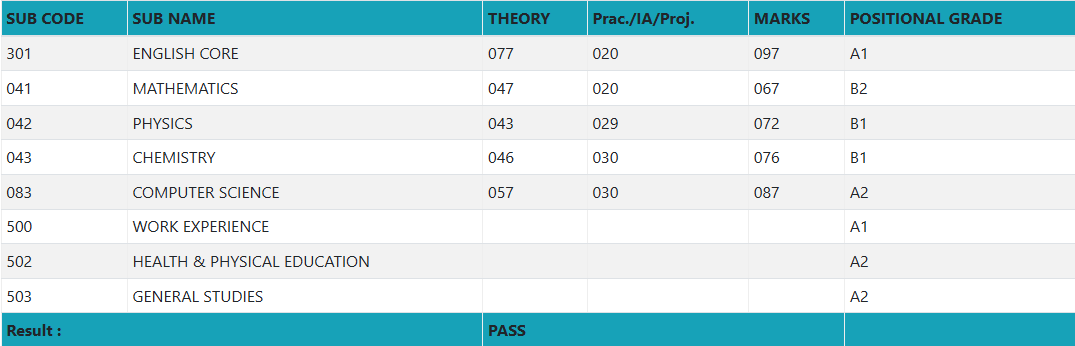 SUB CODE SUB NAME THEORY Prac./IA/Proj. MARKS POSITIONAL GRADE
301 ENGLISH CORE 077 020 097 A1
041 MATHEMATICS 047 020 067 B2
042 PHYSICS 043 029 072 B1
043 CHEMISTRY 046 030 076 B1
083 COMPUTER SCIENCE 057 030 087 A2
500 WORK EXPERIENCE A1
502 HEALTH & PHYSICAL EDUCATION A2
503 GENERAL STUDIES A2
Result : PASS